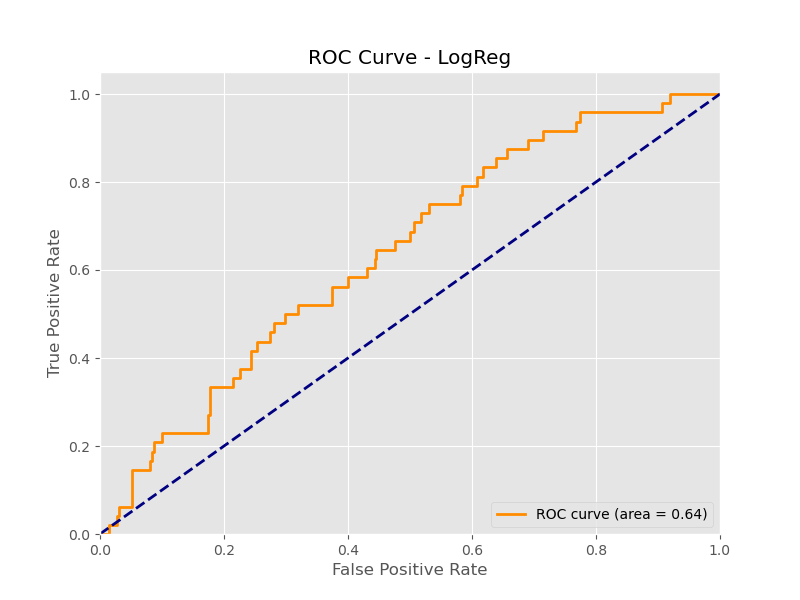 ROC Curve - LogReg
True Positive Rate
1.0
0.8
0.6
0.4
0.2
0.0
ROC curve (area = 0.64)
0.0 0.2 0.4 0.6 0.8 1.0
False Positive Rate